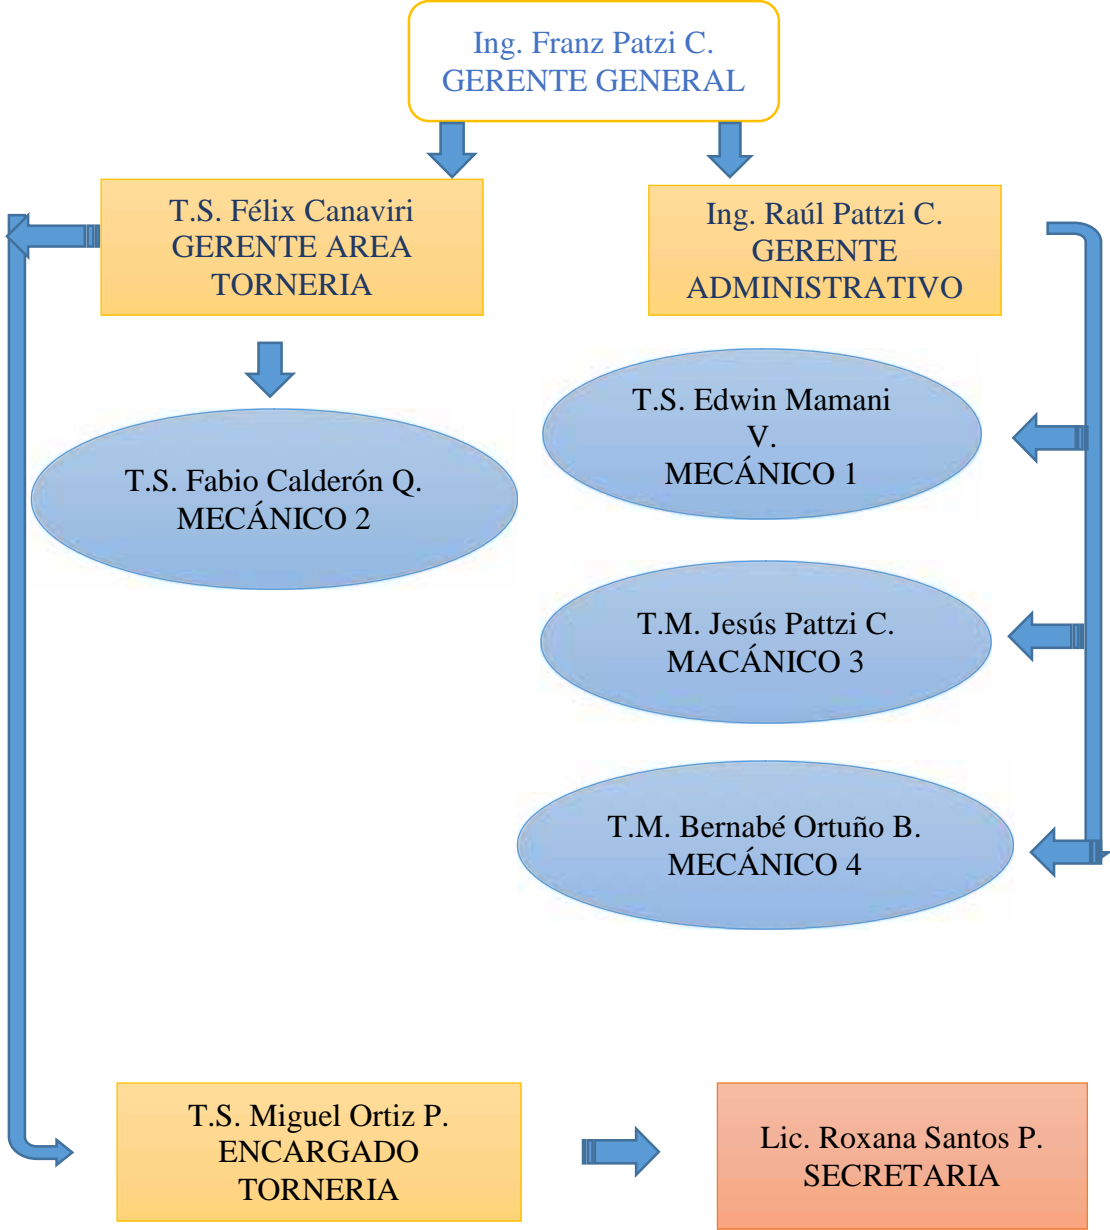 Ing. Franz Patzi C.
GERENTE GENERAL
T.S. Félix Canaviri
GERENTE AREA
TORNERIA
Ing. Raúl Pattzi C.
GERENTE
ADMINISTRATIVO
T.S. Fabio Calderón Q.
MECÁNICO 2
T.S. Edwin Mamani
V.
MECÁNICO 1
T.M. Jesús Pattzi C.
MACÁNICO 3
T.M. Bernabé Ortuño B.
MECÁNICO 4
T.S. Miguel Ortiz P.
ENCARGADO
TORNERIA
Lic. Roxana Santos P.
SECRETARIA